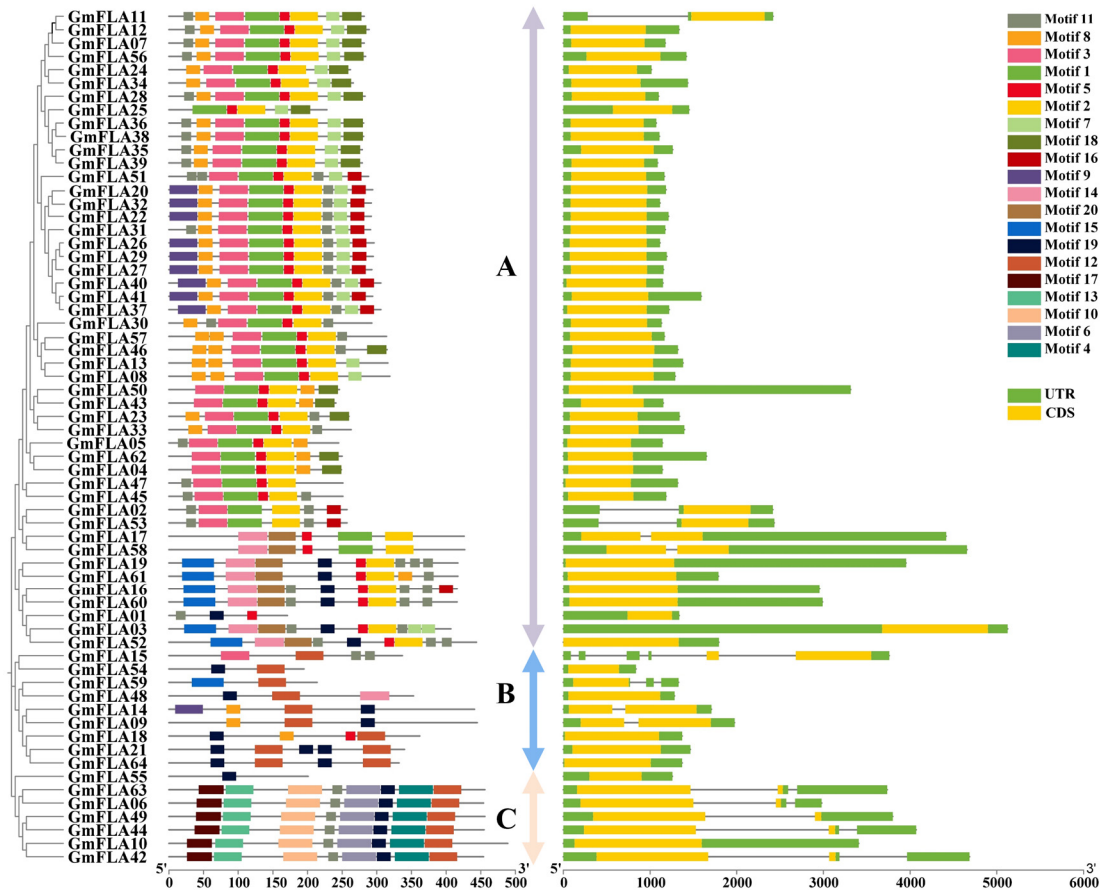 GmFLA11
GmFLA12
GmFLA07
GmFLA56
GmFLA24
GmFLA34
GmFLA28
GmFLA25
GmFLA36
GmFLA38
GmFLA35
GmFLA39
GmFLA51
GmFLA20
GmFLA32
GmFLA22
GmFLA31
GmFLA26
GmFLA29
GmFLA27
GmFLA40
GmFLA41
GmFLA37
GmFLA30
GmFLA57
GmFLA46
GmFLA13
GmFLA08
GmFLA50
GmFLA43
GmFLA23
GmFLA33
GmFLA05
GmFLA62
GmFLA04
GmFLA47
GmFLA45
GmFLA02
GmFLA53
GmFLA17
GmFLA58
GmFLA19
GmFLA61
GmFLA16
GmFLA60
GmFLA01
GmFLA03
GmFLA52
GmFLA15
GmFLA54
GmFLA59
GmFLA48
GmFLA14
GmFLA09
GmFLA18
GmFLA21
GmFLA64
GmFLA55
GmFLA63
GmFLA06
GmFLA49
GmFLA44
GmFLA10
GmFLA42
5' 3'
0 50 100 150 200 250 300 350 400 450 500
A
B
C
5' 3'
0 1000 2000 3000 4000 5000 6000
Motif 11
Motif 8
Motif 3
Motif 1
Motif 5
Motif 2
Motif 7
Motif 18
Motif 16
Motif 9
Motif 14
Motif 20
Motif 15
Motif 19
Motif 12
Motif 17
Motif 13
Motif 10
Motif 6
Motif 4
UTR
CDS